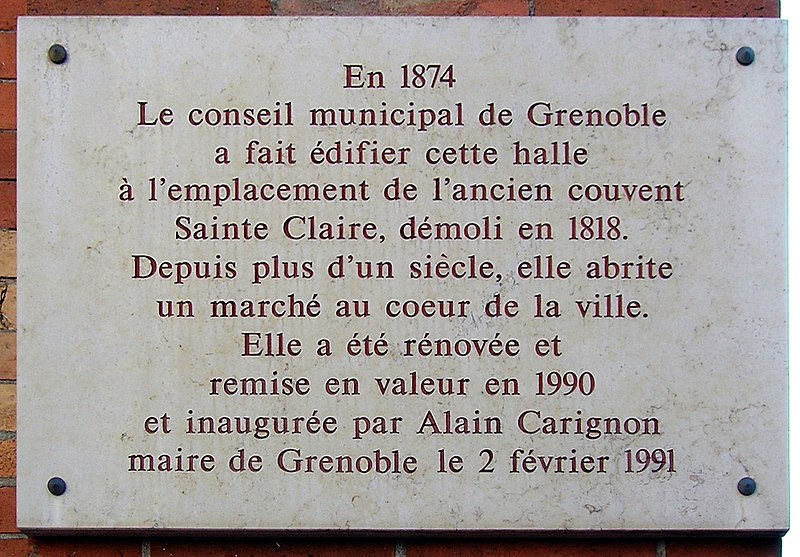 En 1874
Le conseil municipal de Grenoble
a fait édifier cette halle
à l'emplacement de l'ancien couvent
Sainte Claire, démoli en 1818.
Depuis plus d'un siècle, elle abrite
un marché au coeur de la ville.
Elle a été rénovée et
remise en valeur en 1990
et inaugurée par Alain Carignon
maire de Grenoble le 2 février 1991